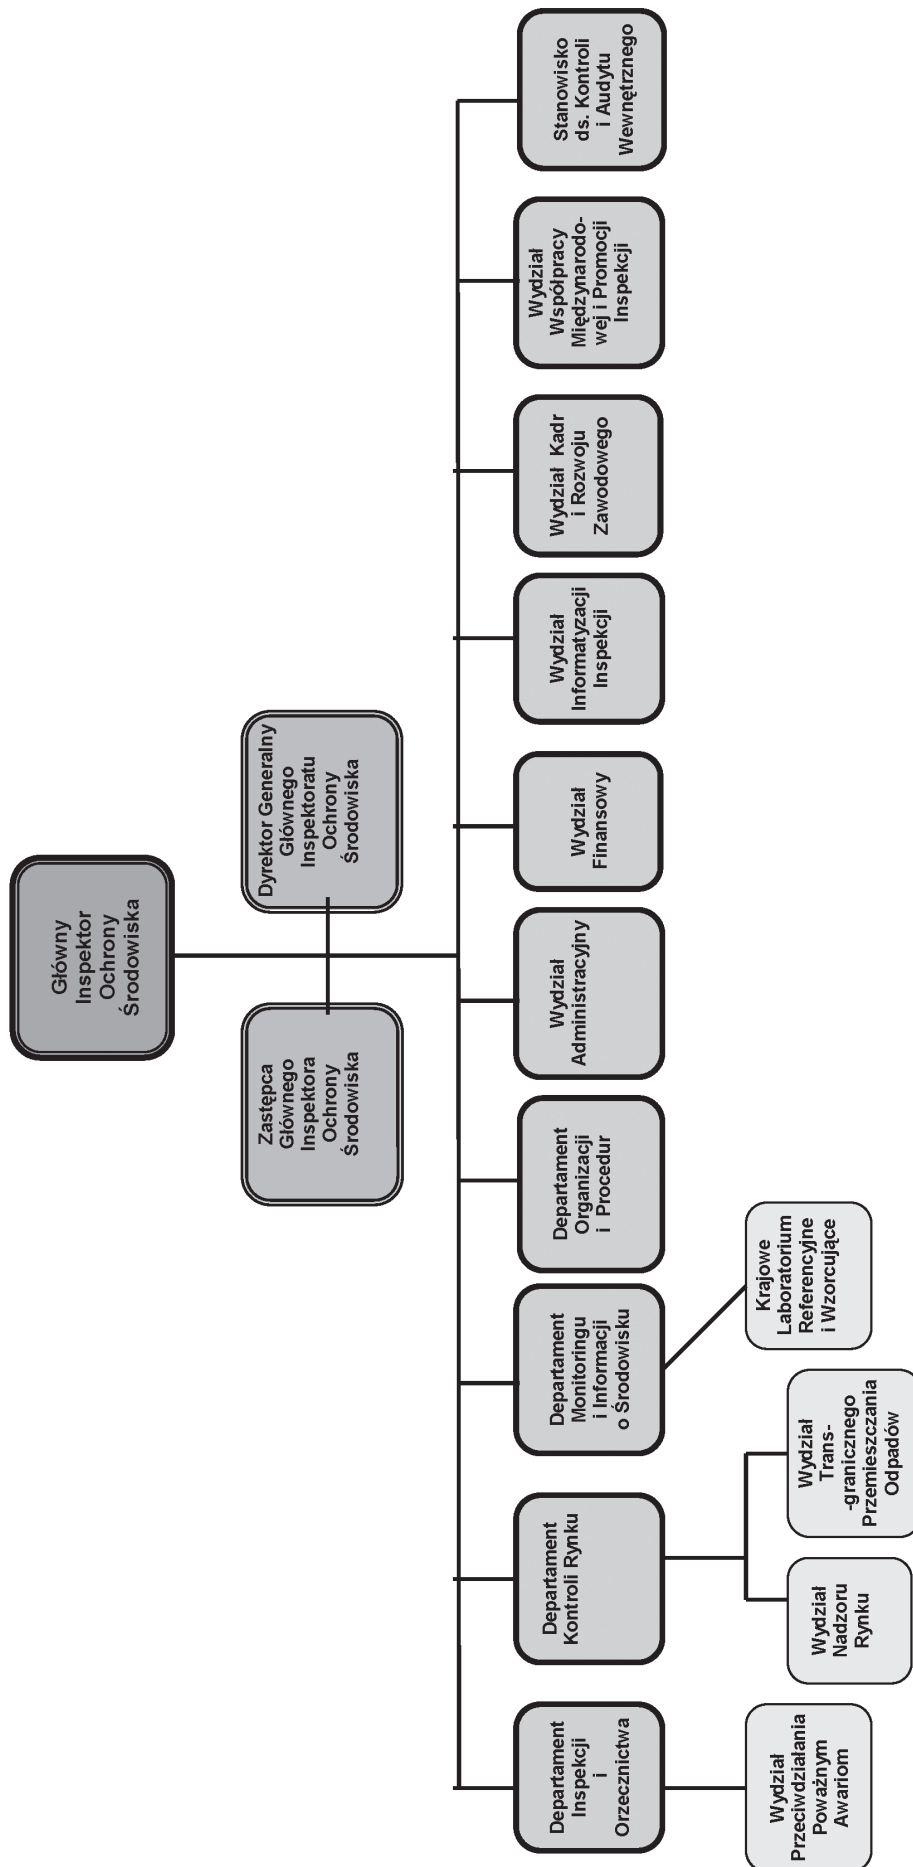 Główny
Inspektor
Ochrony
Środowiska
Zastępca
Głównego
Inspektora
Ochrony
Środowiska
Dyrektor Generalny
Głównego
Inspektoratu
Ochrony
Środowiska
Departament
Inspekcji
i
Orzecznictwa
Departament
Kontroli Rynku
Departament
Monitoringu
i Informacji
o Środowisku
Departament
Organizacji
i Procedur
Wydział
Administracyjny
Wydział
Finansowy
Wydział
Informatyzacji
Inspekcji
Wydział Kadr
i Rozwoju
Zawodowego
Wydział
Współpracy
Międzynarodo-
wej i Promocji
Inspekcji
Stanowisko
ds. Kontroli
i Audytu
Wewnętrznego
Wydział
Przeciwdziałania
Poważnym
Awariom
Wydział
Nadzoru
Rynku
Wydział
Trans-
-granicznego
Przemieszczania
Odpadów
Krajowe
Laboratorium
Referencyjne
i Wzorcujące